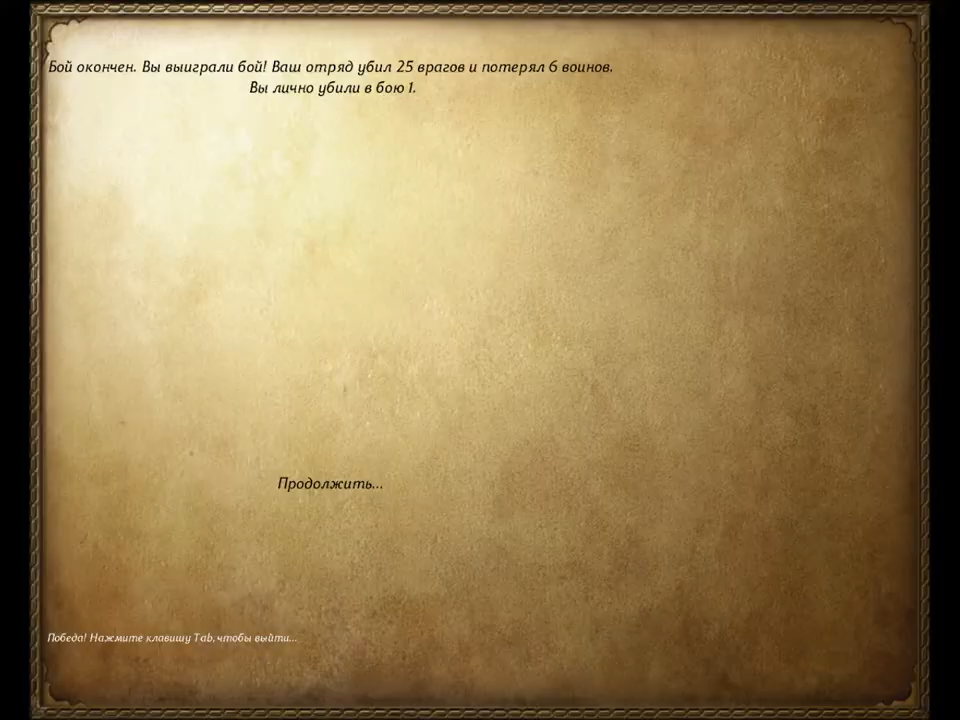 Бой окончен. Вы выиграли бой! Ваш отряд убил 25 врагов и потерял 6 воинов.
Вы лично убили в бою 1.
Продолжить...
Победа! Нажмите клавишу Tab, чтобы выйти...